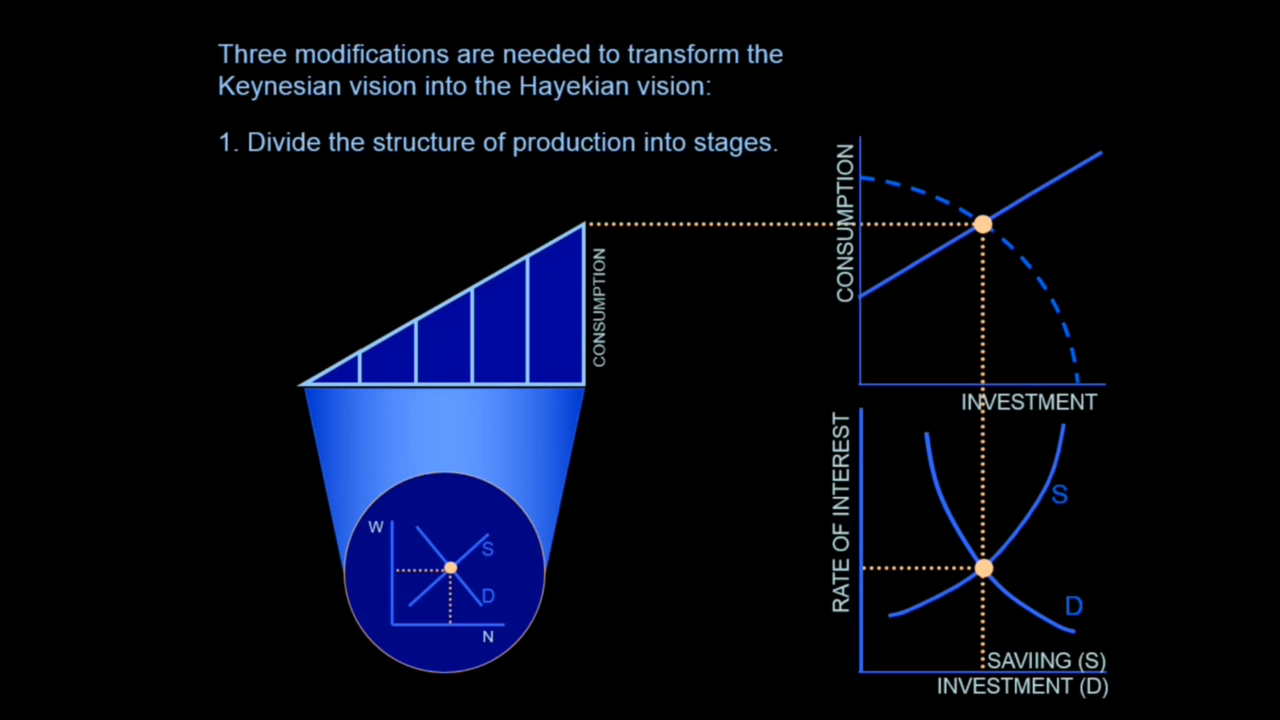 Three modifications are needed to transform the
Keynesian vision into the Hayekian vision:
1. Divide the structure of production into stages.
CONSUMPTION
CONSUMPTION
INVESTMENT
RATE OF INTEREST
S
D
SAVIING (S)
INVESTMENT (D)
W
S
D
N